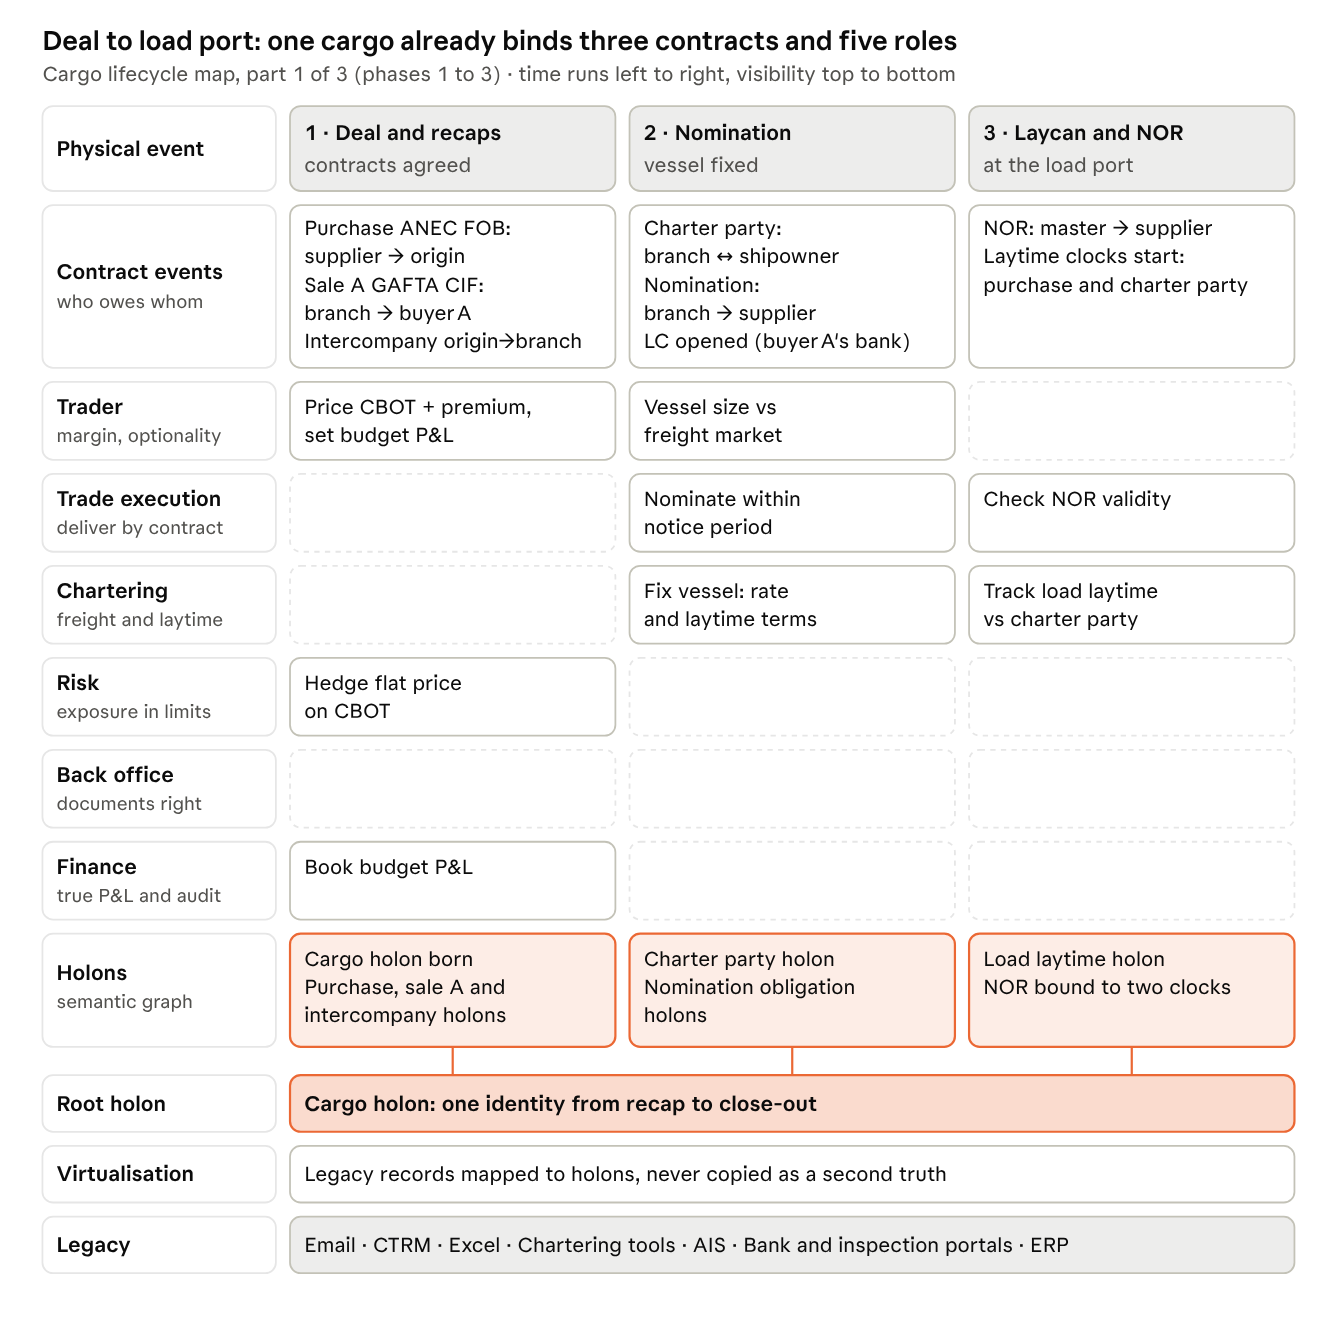 Deal to load port: one cargo already binds three contracts and five roles
Cargo lifecycle map, part 1 of 3 (phases 1 to 3) · time runs left to right, visibility top to bottom
Physical event
1 · Deal and recaps
contracts agreed
2 · Nomination
vessel fixed
3 · Laycan and NOR
at the load port
Contract events
who owes whom
Purchase ANEC FOB:
supplier → origin
Sale A GAFTA CIF:
branch → buyer A
Intercompany origin→branch
Charter party:
branch ↔ shipowner
Nomination:
branch → supplier
LC opened (buyer A's bank)
NOR: master → supplier
Laytime clocks start:
purchase and charter party
Trader
margin, optionality
Price CBOT + premium,
set budget P&L
Vessel size vs
freight market
Trade execution
deliver by contract
Nominate within
notice period
Check NOR validity
Chartering
freight and laytime
Fix vessel: rate
and laytime terms
Track load laytime
vs charter party
Risk
exposure in limits
Hedge flat price
on CBOT
Back office
documents right
Finance
true P&L and audit
Book budget P&L
Holons
semantic graph
Cargo holon born
Purchase, sale A and
intercompany holons
Charter party holon
Nomination obligation
holons
Load laytime holon
NOR bound to two clocks
Root holon
Cargo holon: one identity from recap to close-out
Virtualisation
Legacy records mapped to holons, never copied as a second truth
Legacy
Email · CTRM · Excel · Chartering tools · AIS · Bank and inspection portals · ERP